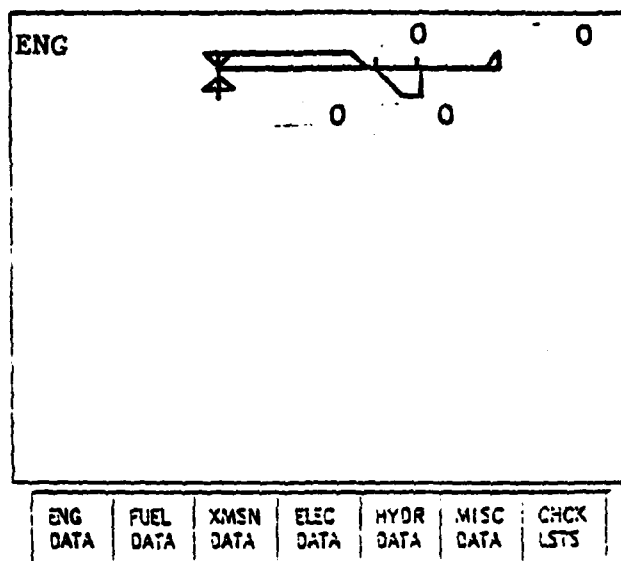 0 0
ENG
0 0
ENG DATA FUEL DATA XMSN DATA ELEC DATA HYDR DATA MISC DATA CHCK LSTS